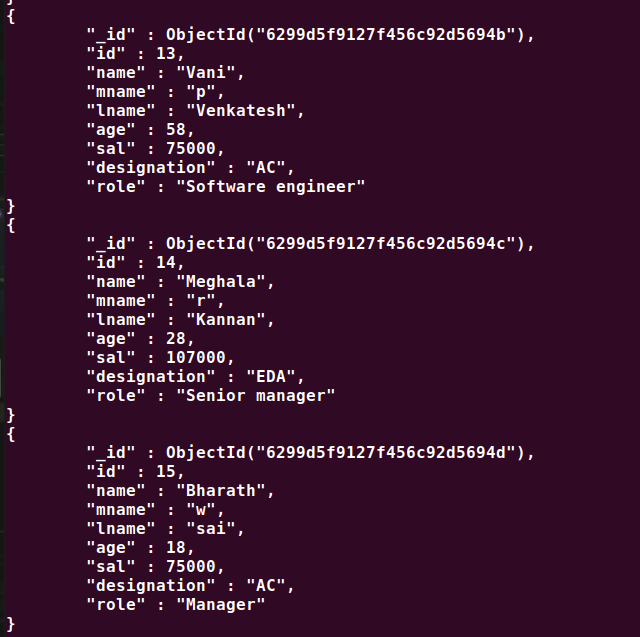 }
{
"_id" : ObjectId("6299d5f9127f456c92d5694b"),
"id" : 13,
"name" : "Vani",
"mname" : "p",
"lname" : "Venkatesh",
"age" : 58,
"sal" : 75000,
"designation" : "AC",
"role" : "Software engineer"
}
{
"_id" : ObjectId("6299d5f9127f456c92d5694c"),
"id" : 14,
"name" : "Meghala",
"mname" : "r",
"lname" : "Kannan",
"age" : 28,
"sal" : 107000,
"designation" : "EDA",
"role" : "Senior manager"
}
{
"_id" : ObjectId("6299d5f9127f456c92d5694d"),
"id" : 15,
"name" : "Bharath",
"mname" : "w",
"lname" : "sai",
"age" : 18,
"sal" : 75000,
"designation" : "AC",
"role" : "Manager"
}